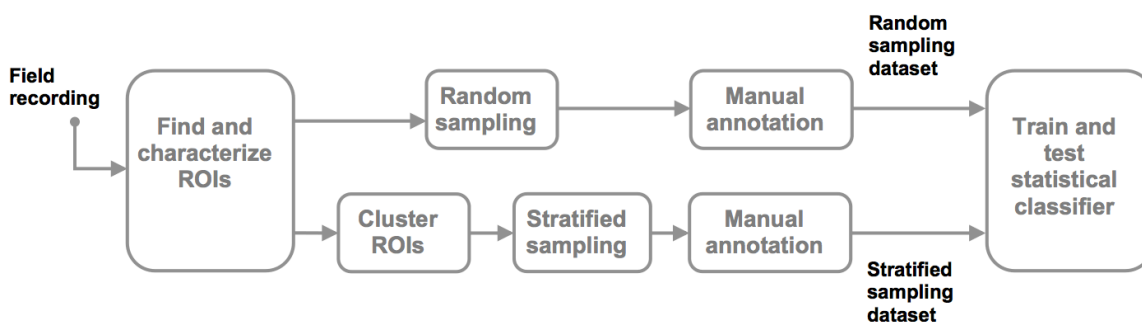 Field
recording
Find and
characterize
ROIs
Random
sampling
Manual
annotation
Random
sampling
dataset
Cluster
ROIs
Stratified
sampling
Manual
annotation
Stratified
sampling
dataset
Train and
test
statistical
classifier